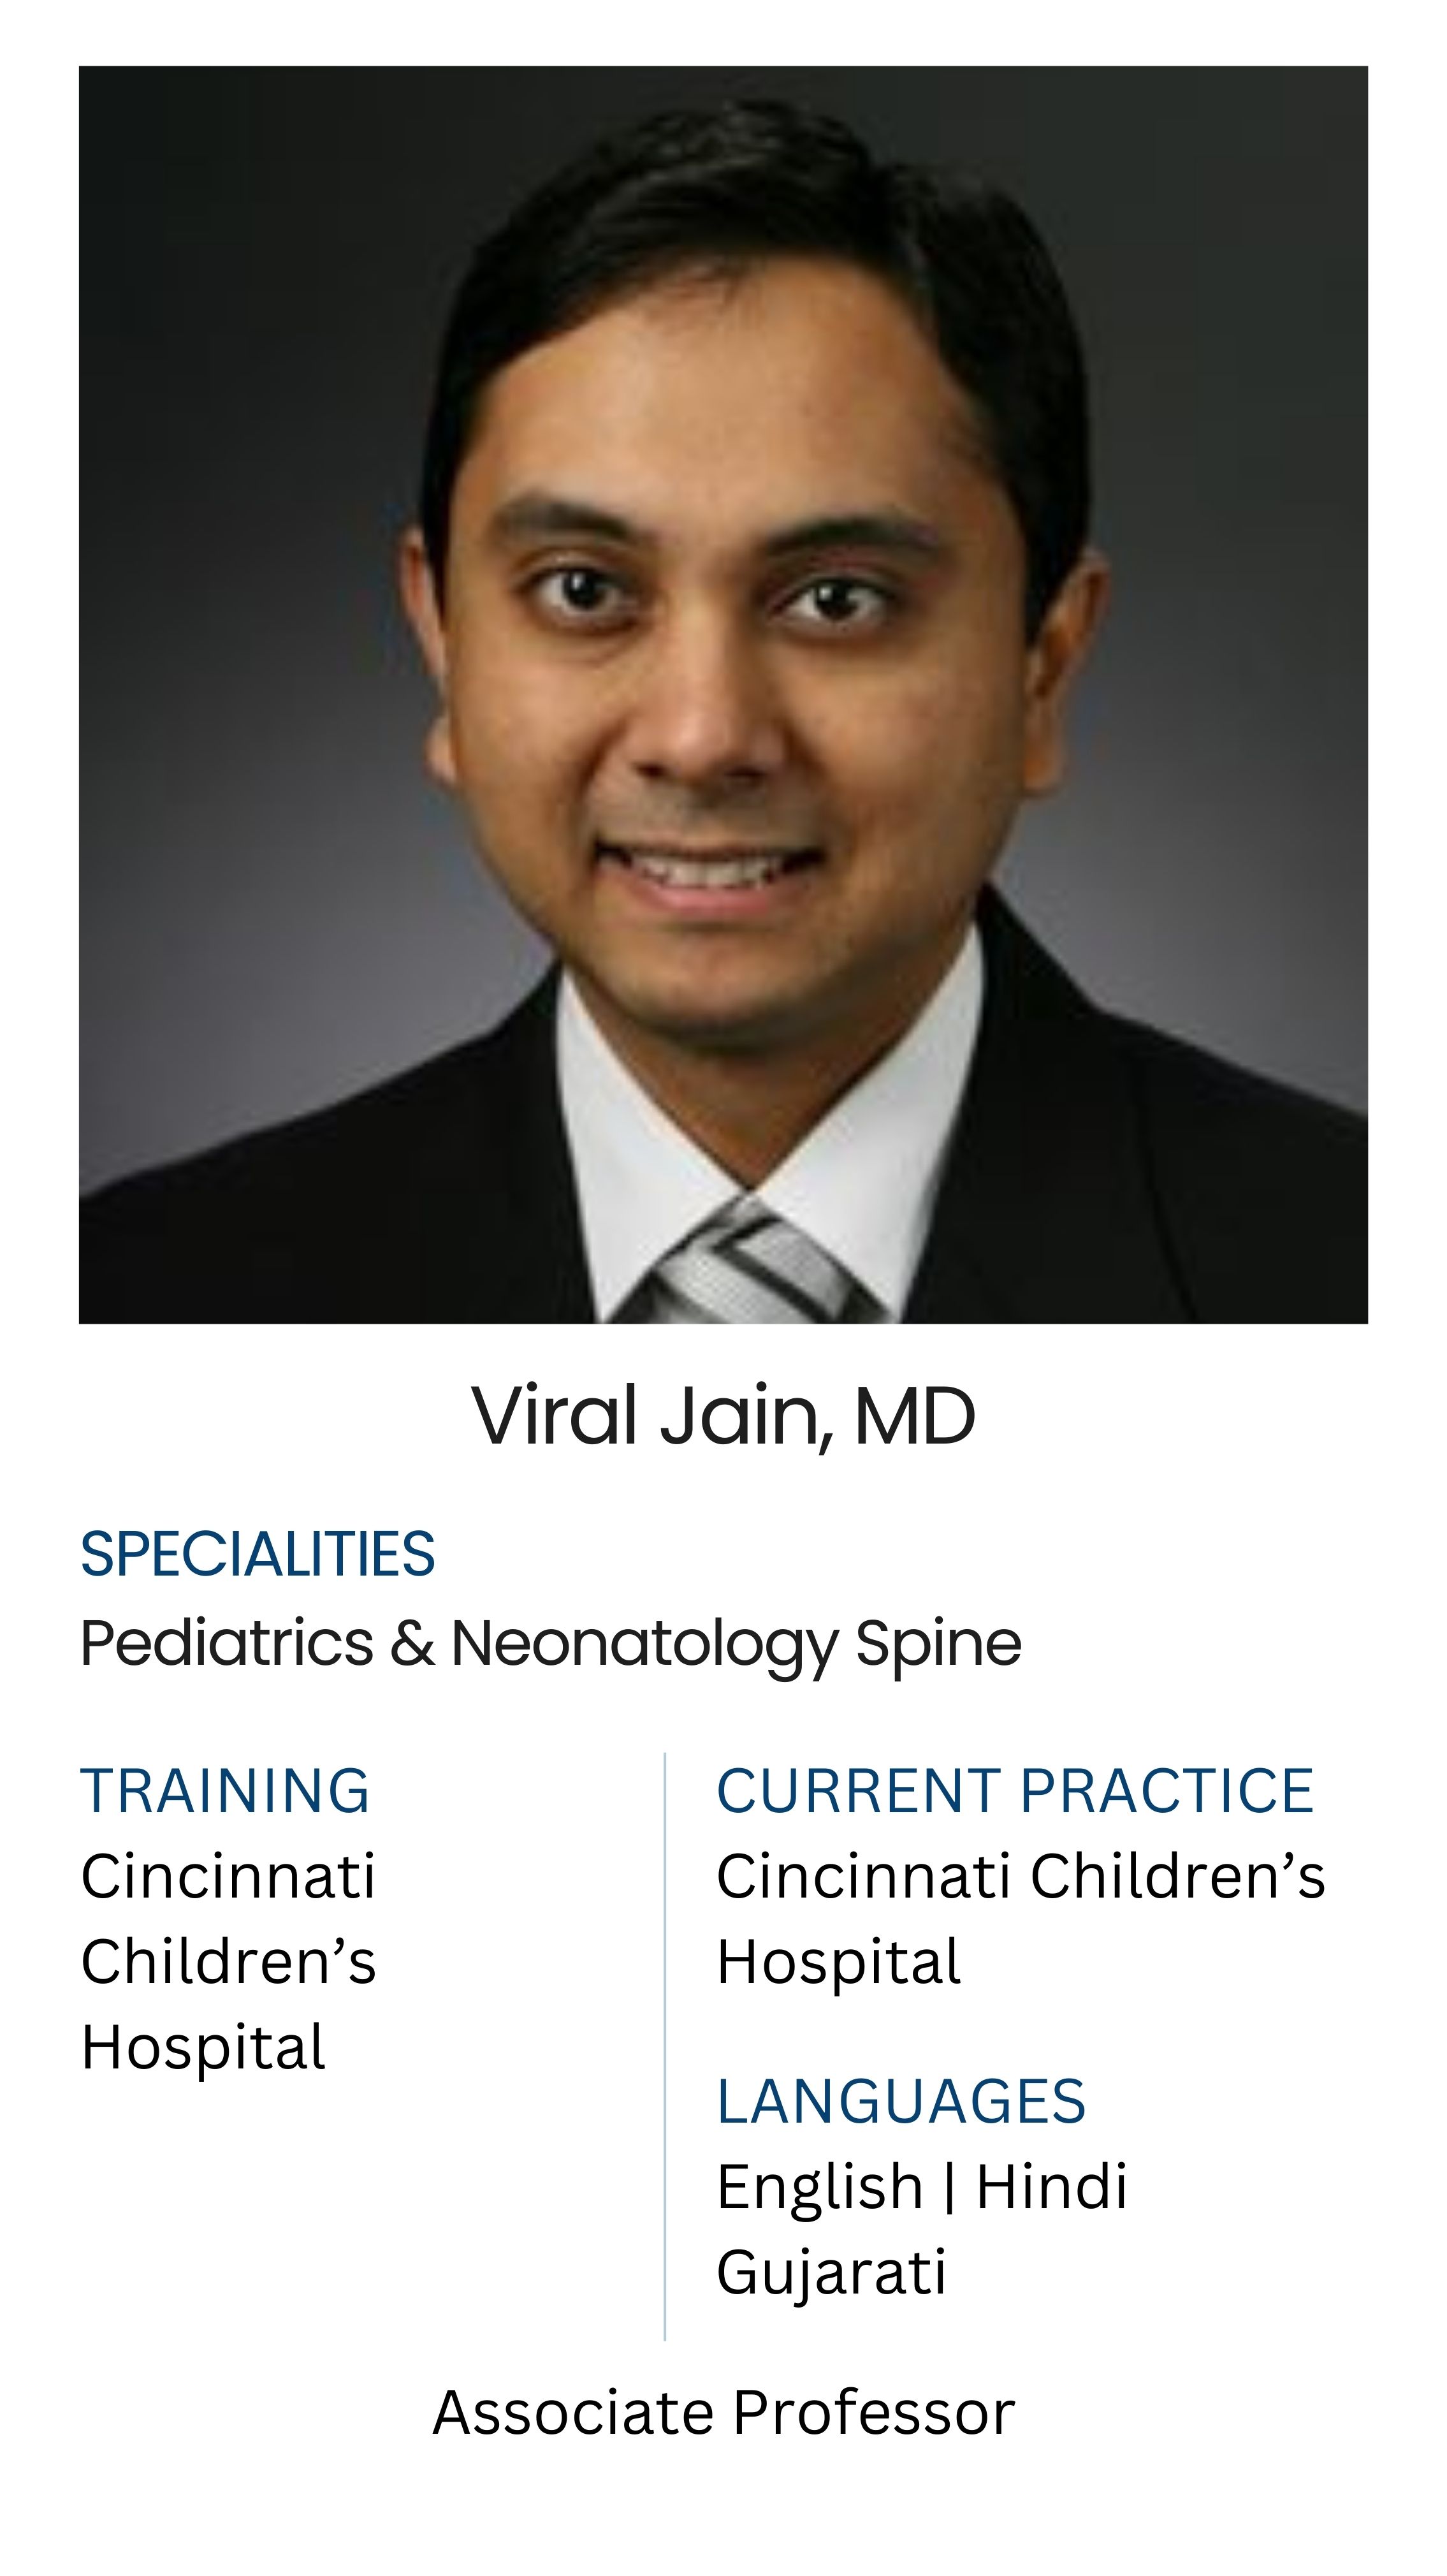 Viral Jain, MD
SPECIALITIES
Pediatrics & Neonatology Spine
TRAINING
Cincinnati
Children’s
Hospital
CURRENT PRACTICE
Cincinnati Children’s
Hospital
LANGUAGES
English | Hindi
Gujarati
Associate Professor